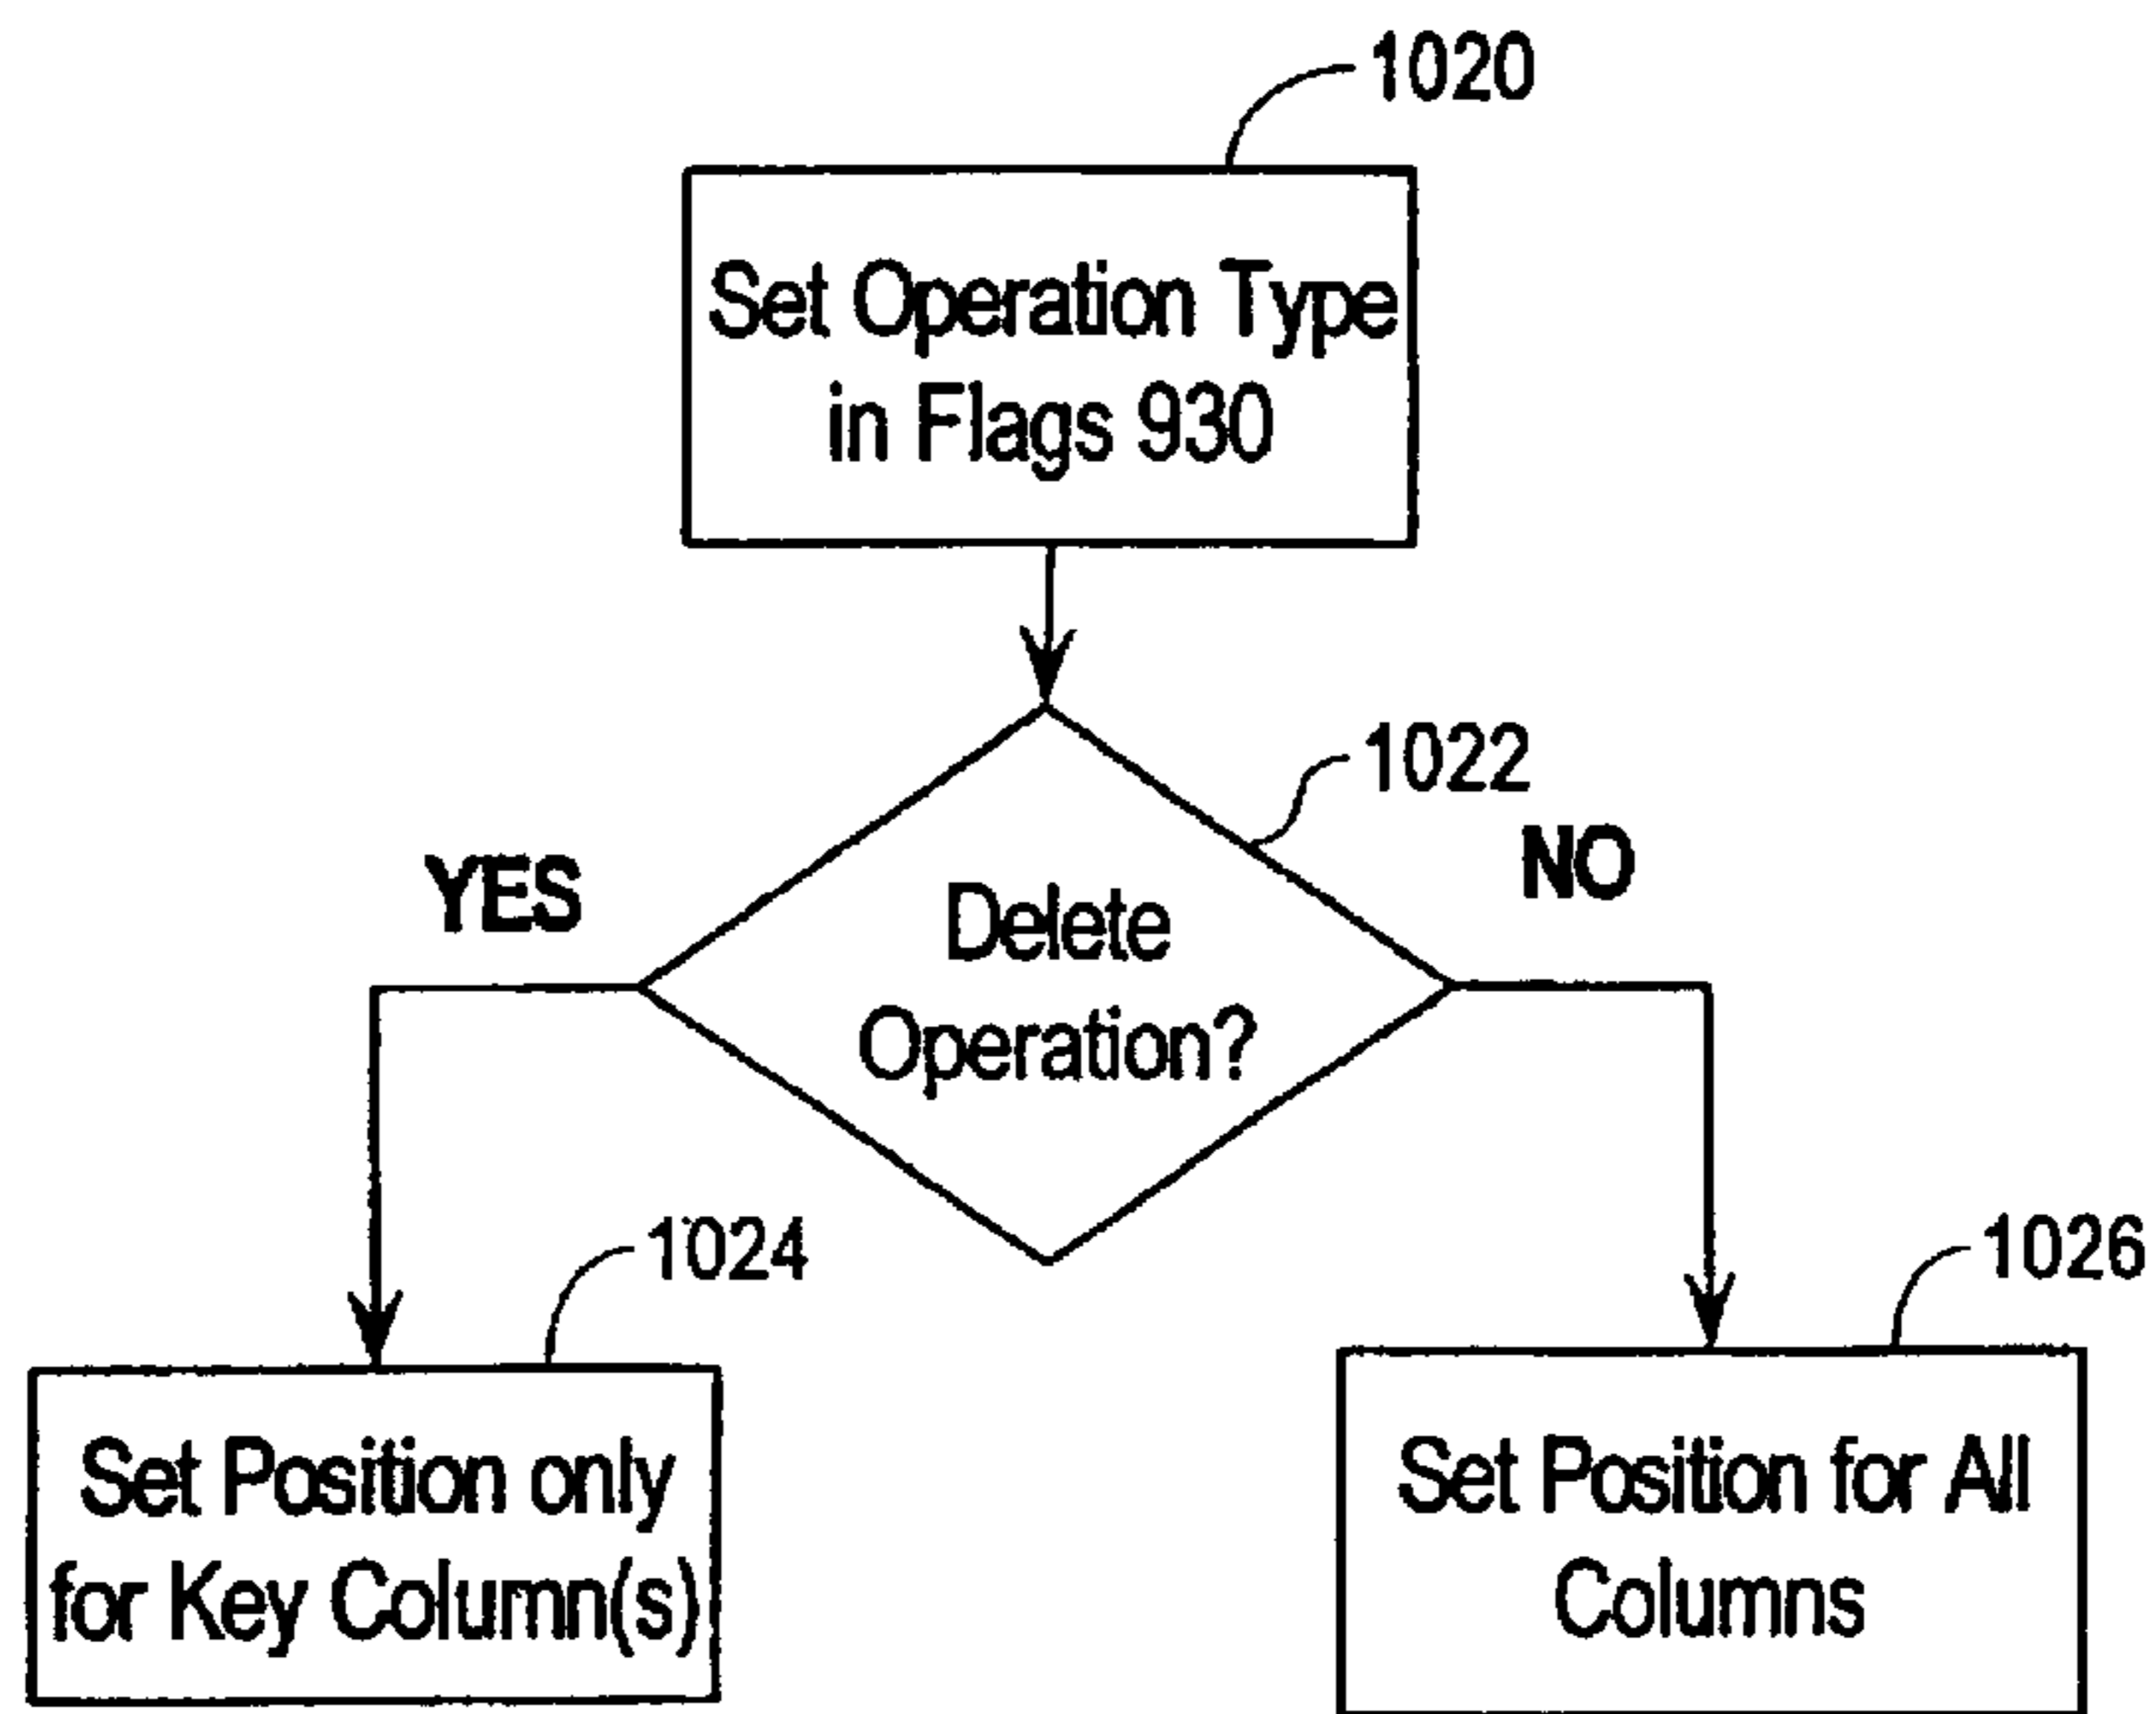 1020
Set Operation Type
in Flags 930
1022
YES
NO
Delete
Operation?
1024
1026
Set Position only
for Key Column(s)
Set Position for All
Columns